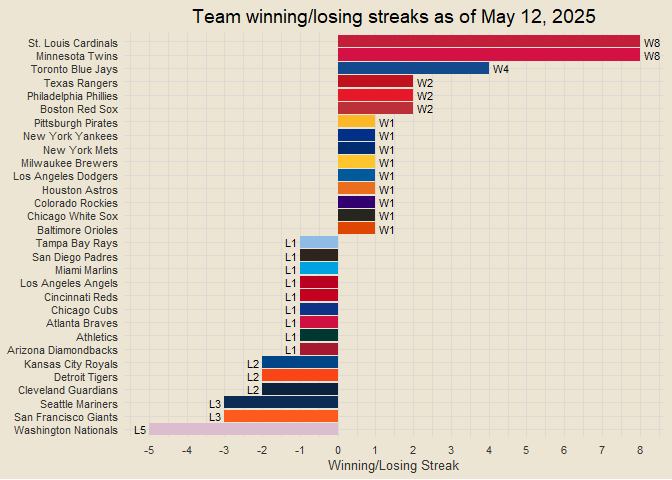 Team winning/losing streaks as of May 12, 2025
St. Louis Cardinals W8
Minnesota Twins W8
Toronto Blue Jays W4
Texas Rangers W2
Philadelphia Phillies W2
Boston Red Sox W2
Pittsburgh Pirates W1
New York Yankees W1
New York Mets W1
Milwaukee Brewers W1
Los Angeles Dodgers W1
Houston Astros W1
Colorado Rockies W1
Chicago White Sox W1
Baltimore Orioles W1
Tampa Bay Rays L1
San Diego Padres L1
Miami Marlins L1
Los Angeles Angels L1
Cincinnati Reds L1
Chicago Cubs L1
Atlanta Braves L1
Athletics L1
Arizona Diamondbacks L1
Kansas City Royals L2
Detroit Tigers L2
Cleveland Guardians L2
Seattle Mariners L3
San Francisco Giants L3
Washington Nationals L5
-5 -4 -3 -2 -1 0 1 2 3 4 5 6 7 8
Winning/Losing Streak